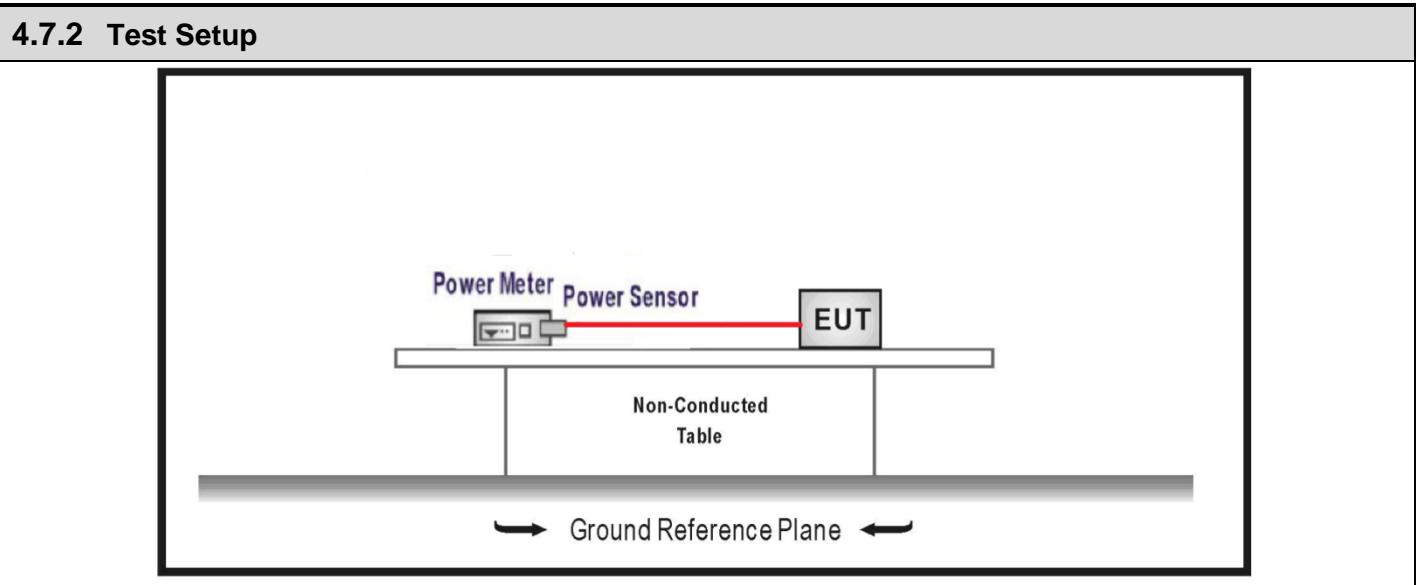 4.7.2 Test Setup
Power Meter
Power Sensor
EUT
Non-Conducted
Table
Ground Reference Plane